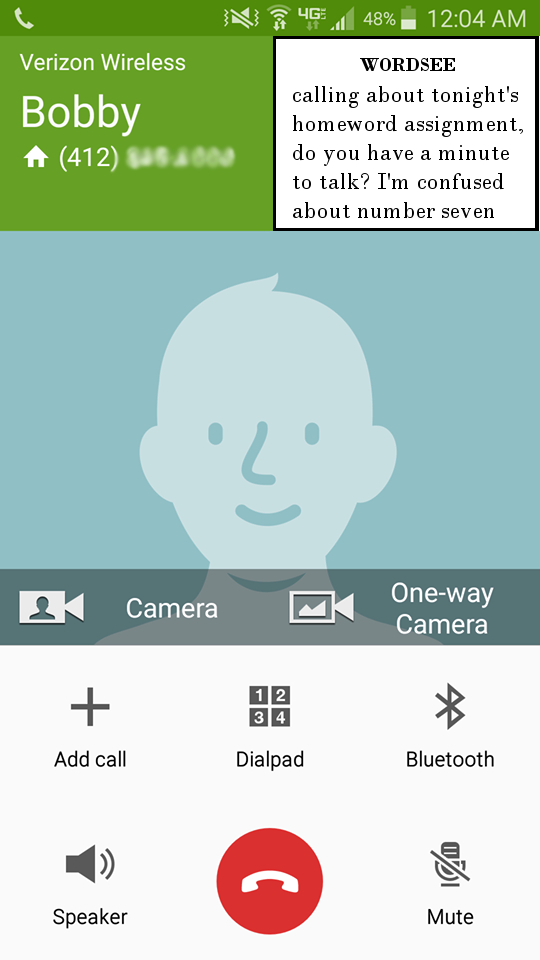 48% 12:04 AM
Verizon Wireless
Bobby
(412)
WORDSEE
calling about tonight's
homeword assignment,
do you have a minute
to talk? I'm confused
about number seven
Camera
One-way
Camera
1 2
3 4
Add call
Dialpad
Bluetooth
Speaker
Mute